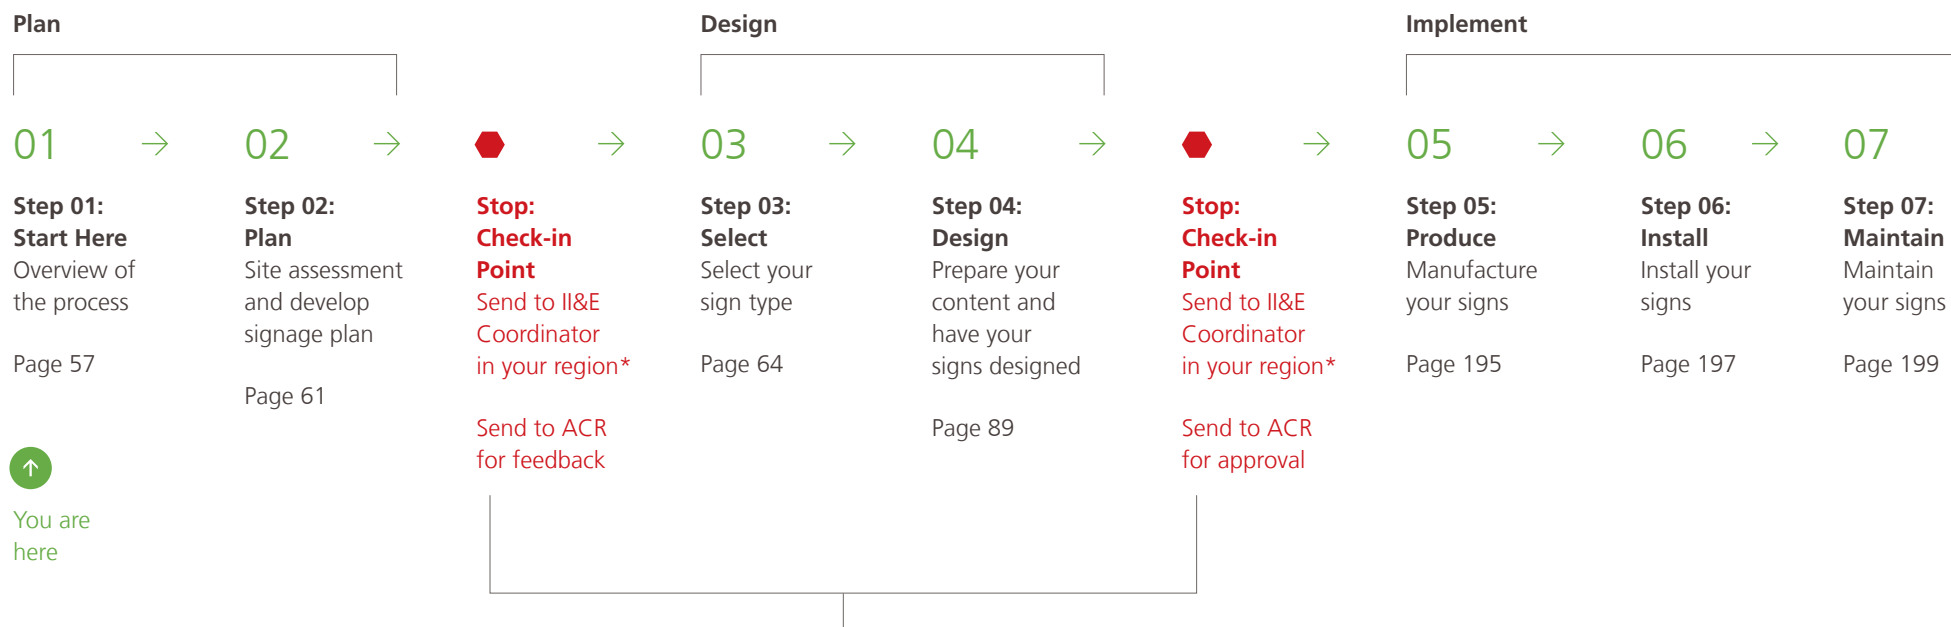 Plan
Design
Implement
01
02
03
04
05
06
07
Step 01:
Start Here
Overview of
the process
Page 57
Step 02:
Plan
Site assessment
and develop
signage plan
Page 61
Stop:
Check-in
Point
Send to II&E
Coordinator
in your region*
Send to ACR
for feedback
Step 03:
Select
Select your
sign type
Page 64
Step 04:
Design
Prepare your
content and
have your
signs designed
Page 89
Stop:
Check-in
Point
Send to II&E
Coordinator
in your region*
Send to ACR
for approval
Step 05:
Produce
Manufacture
your signs
Page 195
Step 06:
Install
Install your
signs
Page 197
Step 07:
Maintain
Maintain
your signs
Page 199
You are
here